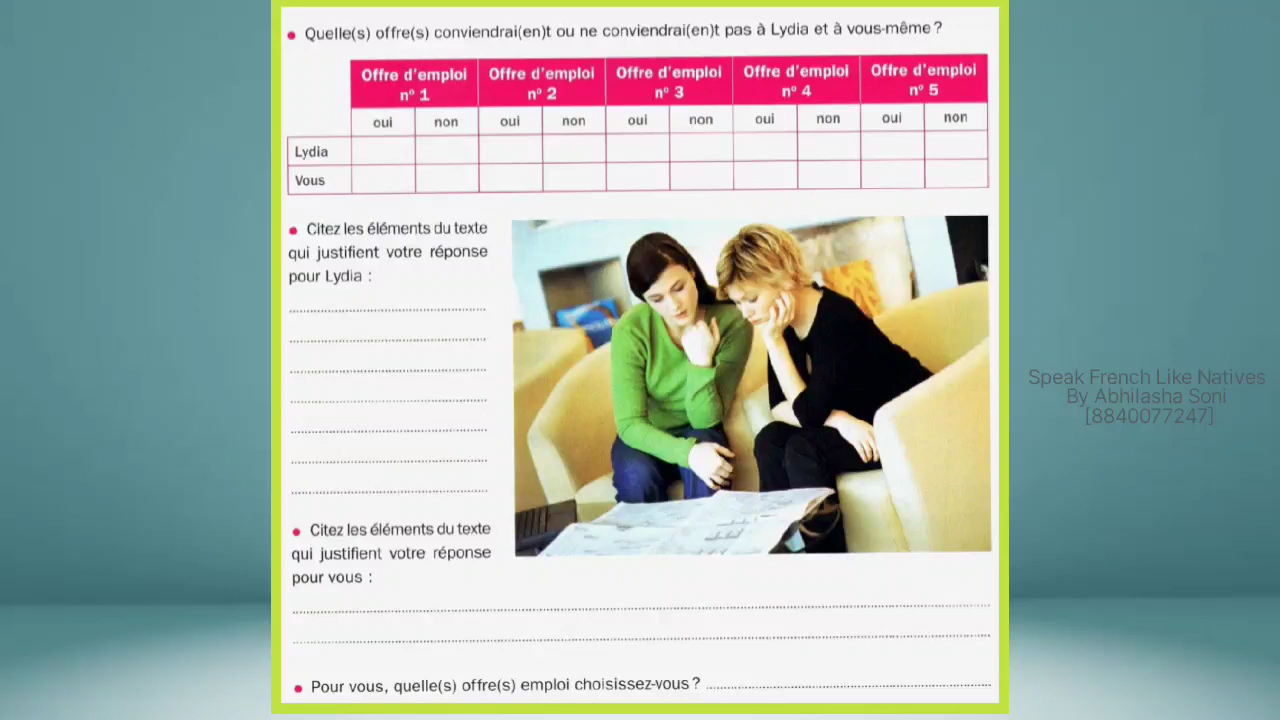 • Quelle(s) offre(s) conviendrai(en)t ou ne conviendrai(en)t pas à Lydia et à vous-même ?
Offre d'emploi n° 1 Offre d'emploi n° 2 Offre d'emploi n° 3 Offre d'emploi n° 4 Offre d'emploi n° 5
oui non oui non oui non oui non oui non
Lydia
Vous
• Citez les éléments du texte
qui justifient votre réponse
pour Lydia :
• Citez les éléments du texte
qui justifient votre réponse
pour vous :
• Pour vous, quelle(s) offre(s) emploi choisissez-vous ?
Speak French Like Natives
By Abhilasha Soni
[8840077247]